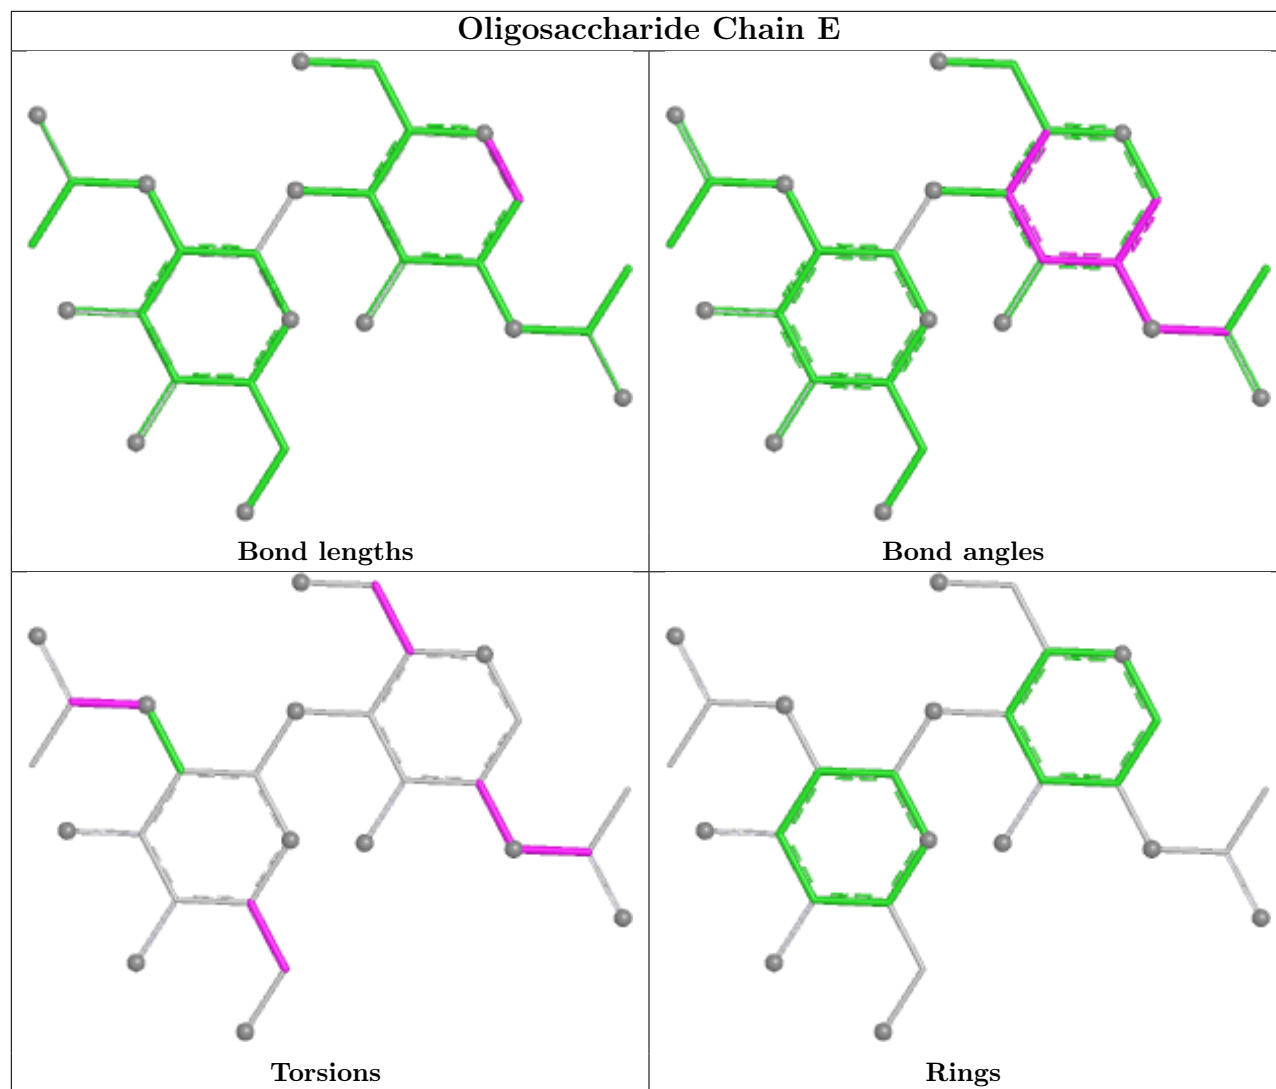 Oligosaccharide Chain E
Bond lengths
Bond angles
Torsions
Rings